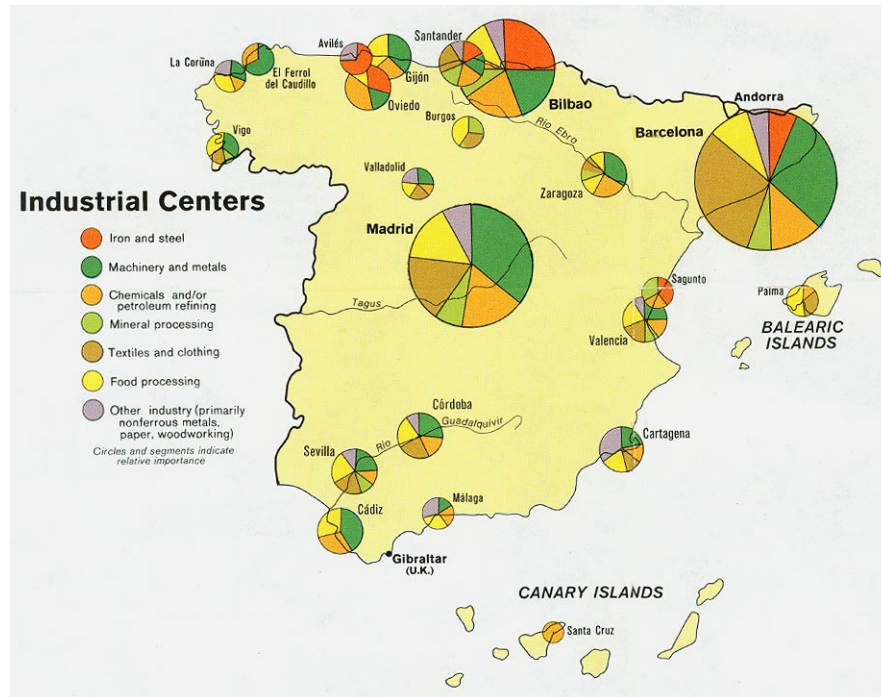 Industrial Centers
Iron and steel
Machinery and metals
Chemicals and/or
petroleum refining
Mineral processing
Textiles and clothing
Food processing
Other industry (primarily
nonferrous metals,
paper, woodworking)
Circles and segments indicate
relative importance
La Coruña
El Ferrol
del Caudillo
Avilés
Gijón
Oviedo
Santander
Bilbao
Burgos
Río Ebro
Andorra
Barcelona
Vigo
Valladolid
Zaragoza
Madrid
Tagus
Sagunto
Valencia
Palma
BALEARIC
ISLANDS
Córdoba
Río Guadalquivir
Sevilla
Cartagena
Málaga
Cádiz
Gibraltar
(U.K.)
CANARY ISLANDS
Santa Cruz